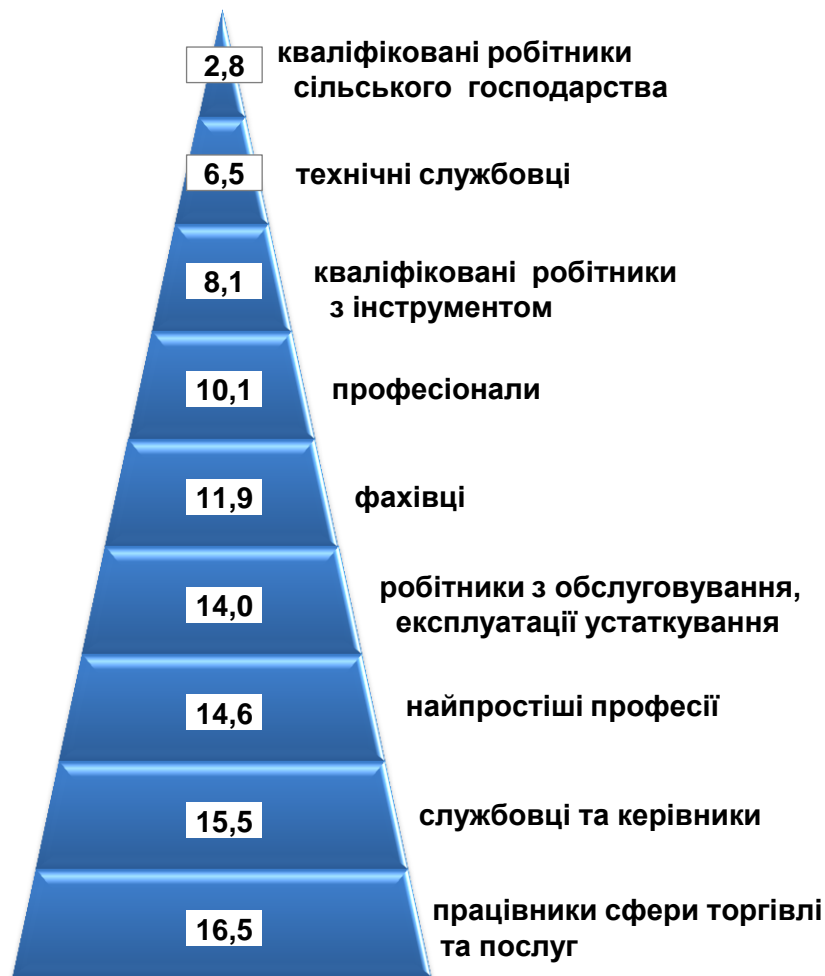 2,8
кваліфіковані робітники
сільського господарства
6,5
технічні службовці
8,1
кваліфіковані робітники
з інструментом
10,1
професіонали
11,9
фахівці
14,0
робітники з обслуговування,
експлуатації устаткування
14,6
найпростіші професії
15,5
службовці та керівники
16,5
працівники сфери торгівлі
та послуг